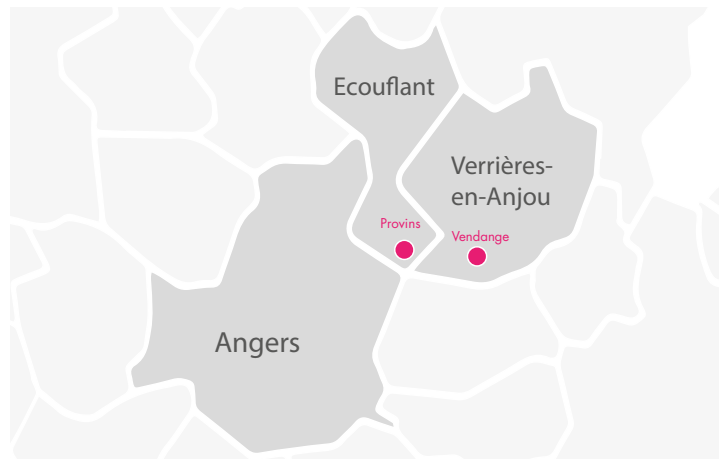 Ecouflant
Verrières-
en-Anjou
Provins
Vendange
Angers